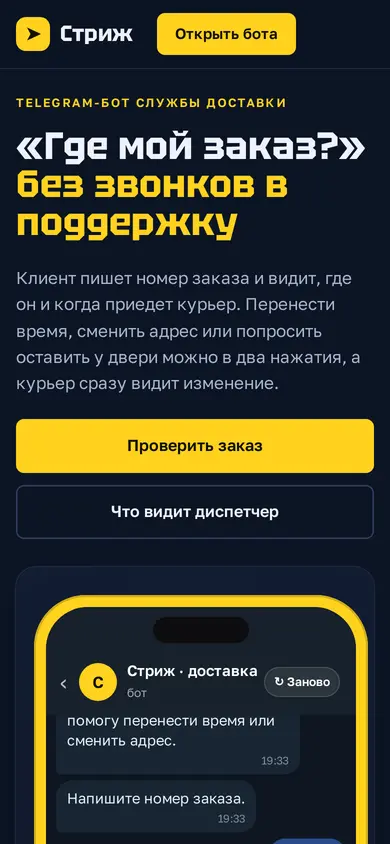 Стриж
Открыть бота
TELEGRAM-БОТ СЛУЖБЫ ДОСТАВКИ
«Где мой заказ?»
без звонков в
поддержку
Клиент пишет номер заказа и видит, где
он и когда приедет курьер. Перенести
время, сменить адрес или попросить
оставить у двери можно в два нажатия, а
курьер сразу видит изменение.
Проверить заказ
Что видит диспетчер
С
Стриж · доставка
бот
↻ Заново
помогу перенести время или
сменить адрес.
19:33
Напишите номер заказа.
19:33